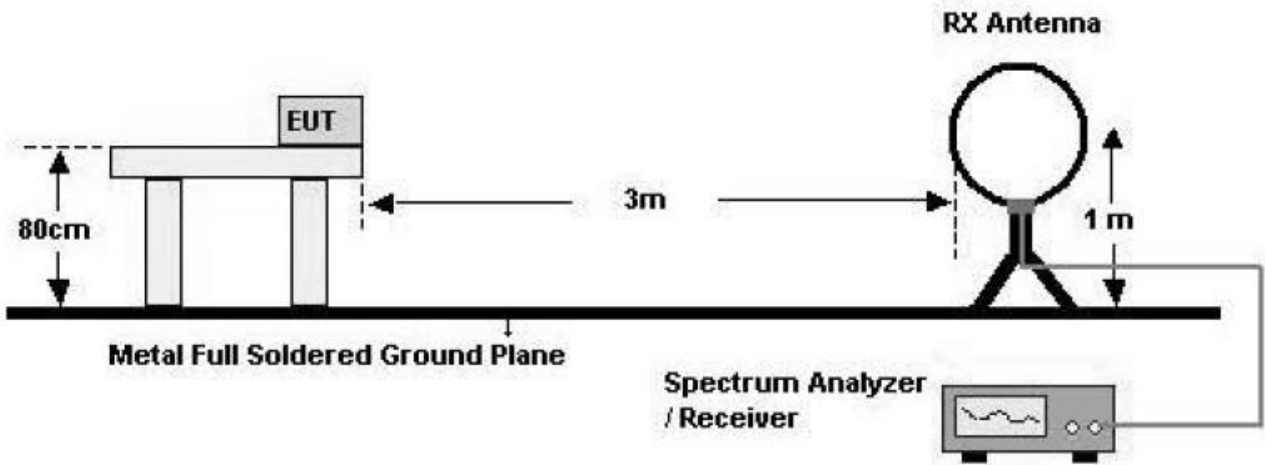 RX Antenna
EUT
3m
80cm
1 m
Metal Full Soldered Ground Plane
Spectrum Analyzer
/ Receiver